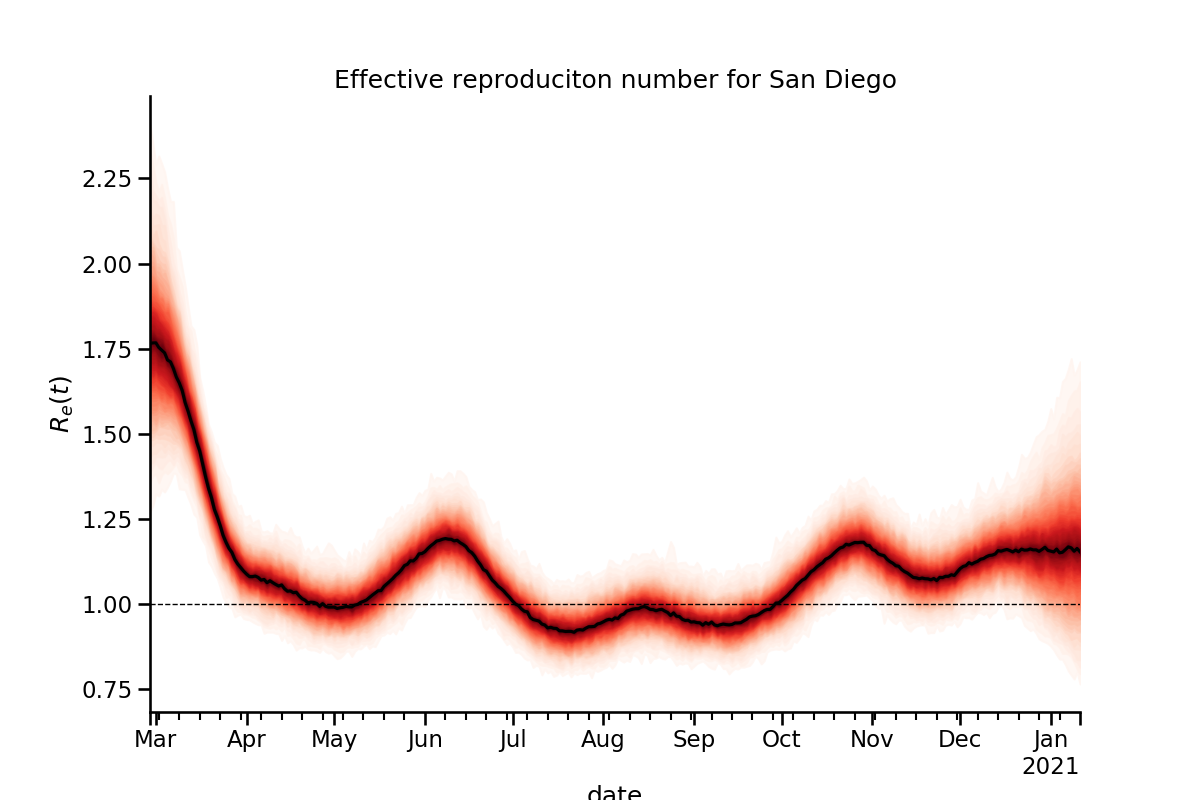 Effective reproduciton number for San Diego
2.25
2.00
1.75
1.50
1.25
1.00
0.75
Rₑ(t)
Mar Apr May Jun Jul Aug Sep Oct Nov Dec Jan
2021
date